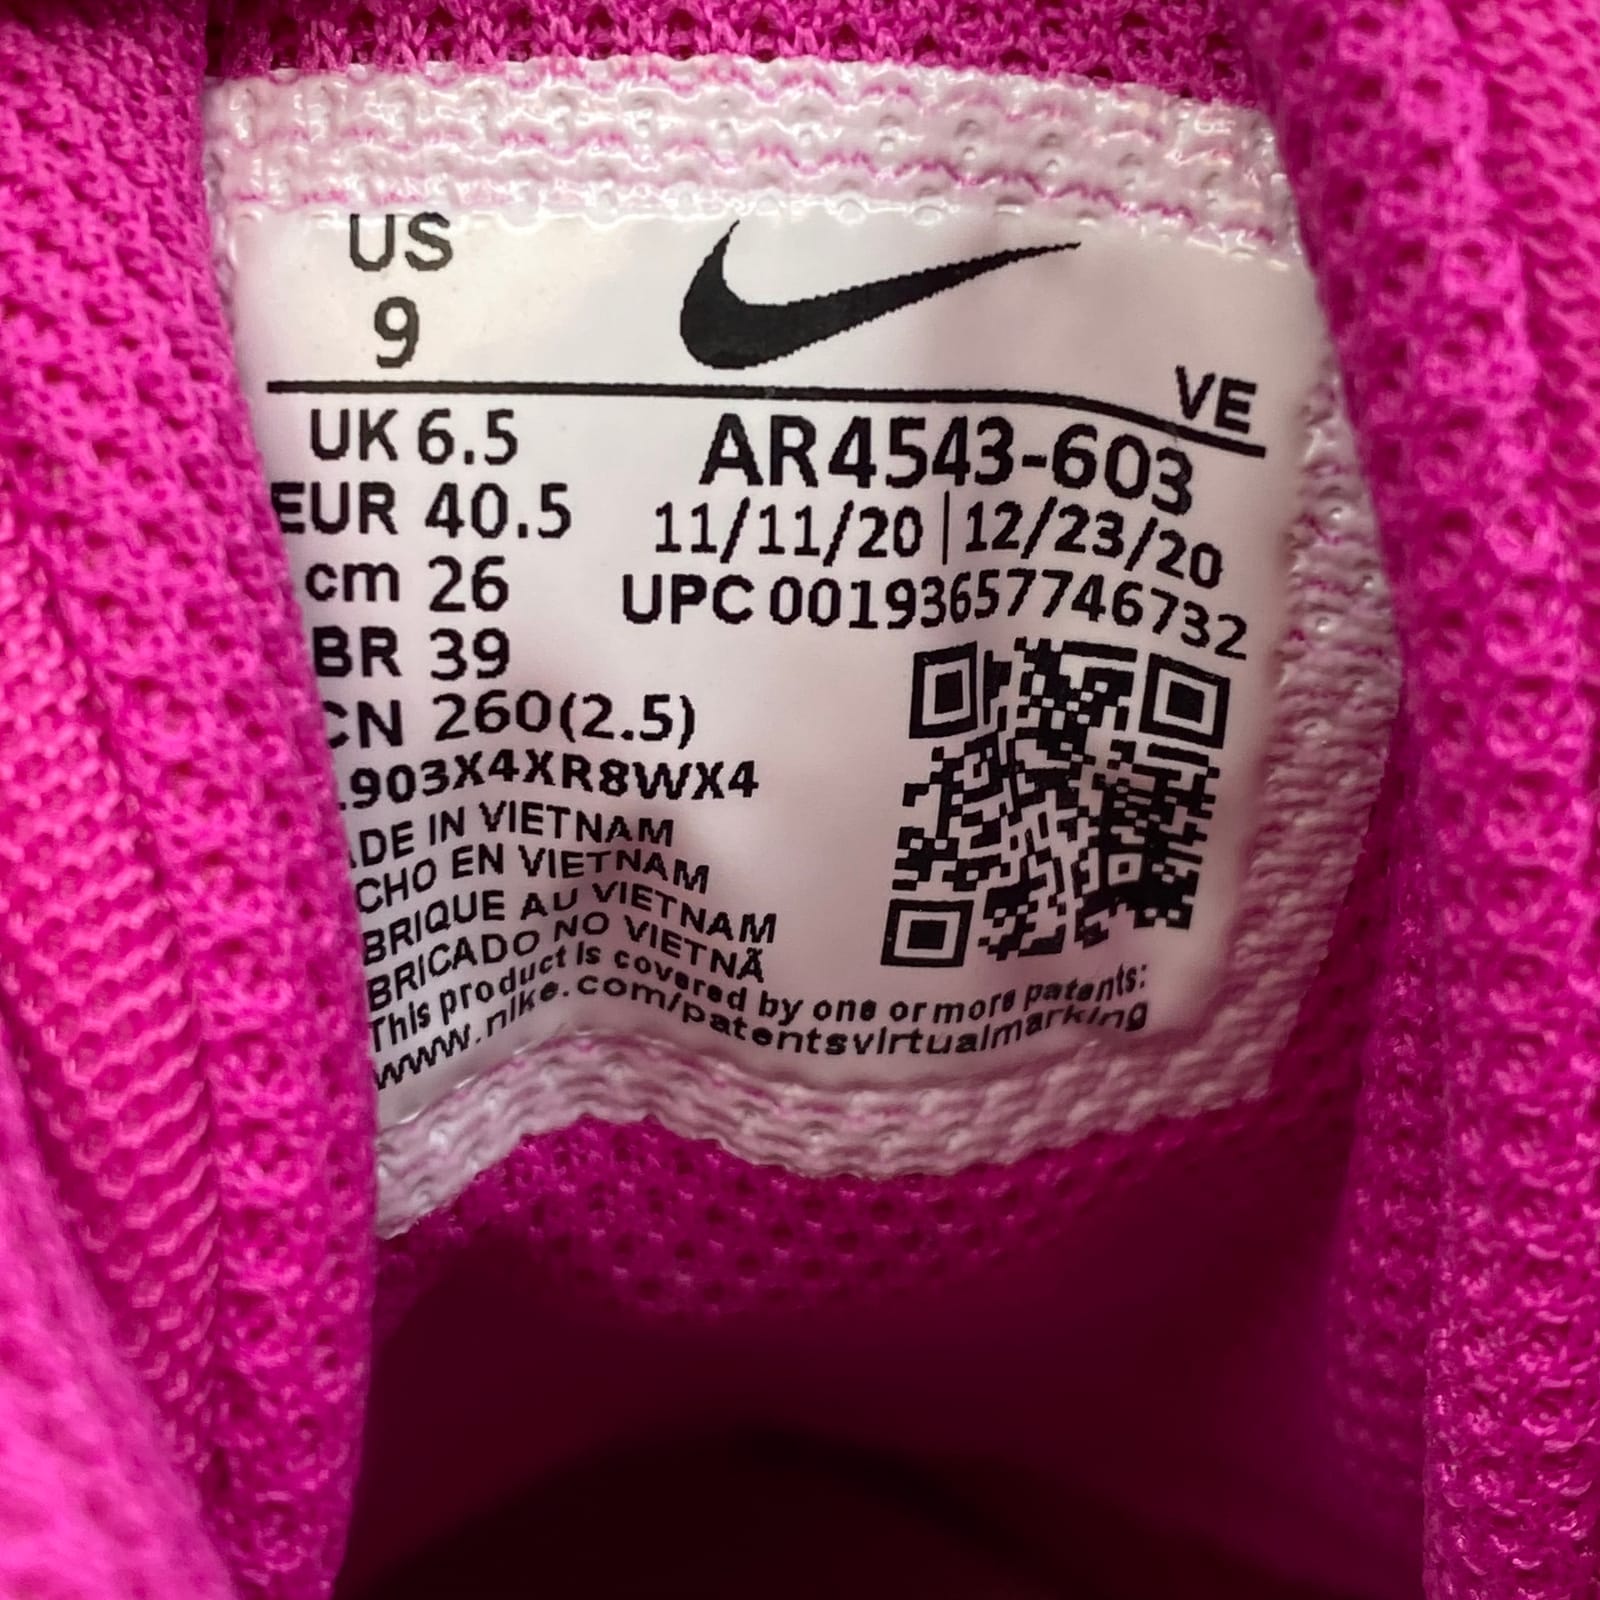 US
9
VE
UK 6.5
EUR 40.5
cm 26
BR 39
CN 260(2.5)
AR4543-603
11/11/20 | 12/23/20
UPC 00193657746732
903X4XR8WX4
DE IN VIETNAM
CHO EN VIETNAM
BRIQUE AU VIETNAM
BRICADO NO VIETNÃ
This product is covered by one or more patents:
www.nike.com/patentsvirtualmarking